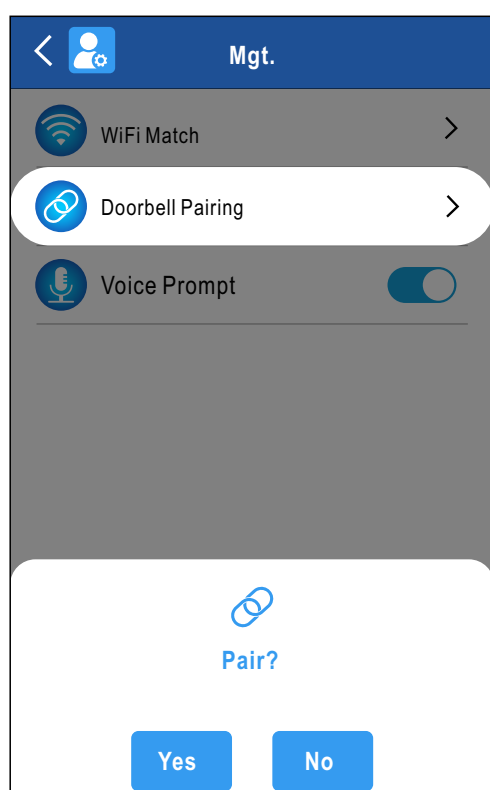 Mgt.
WiFi Match
Doorbell Pairing
Voice Prompt
Pair?
Yes No